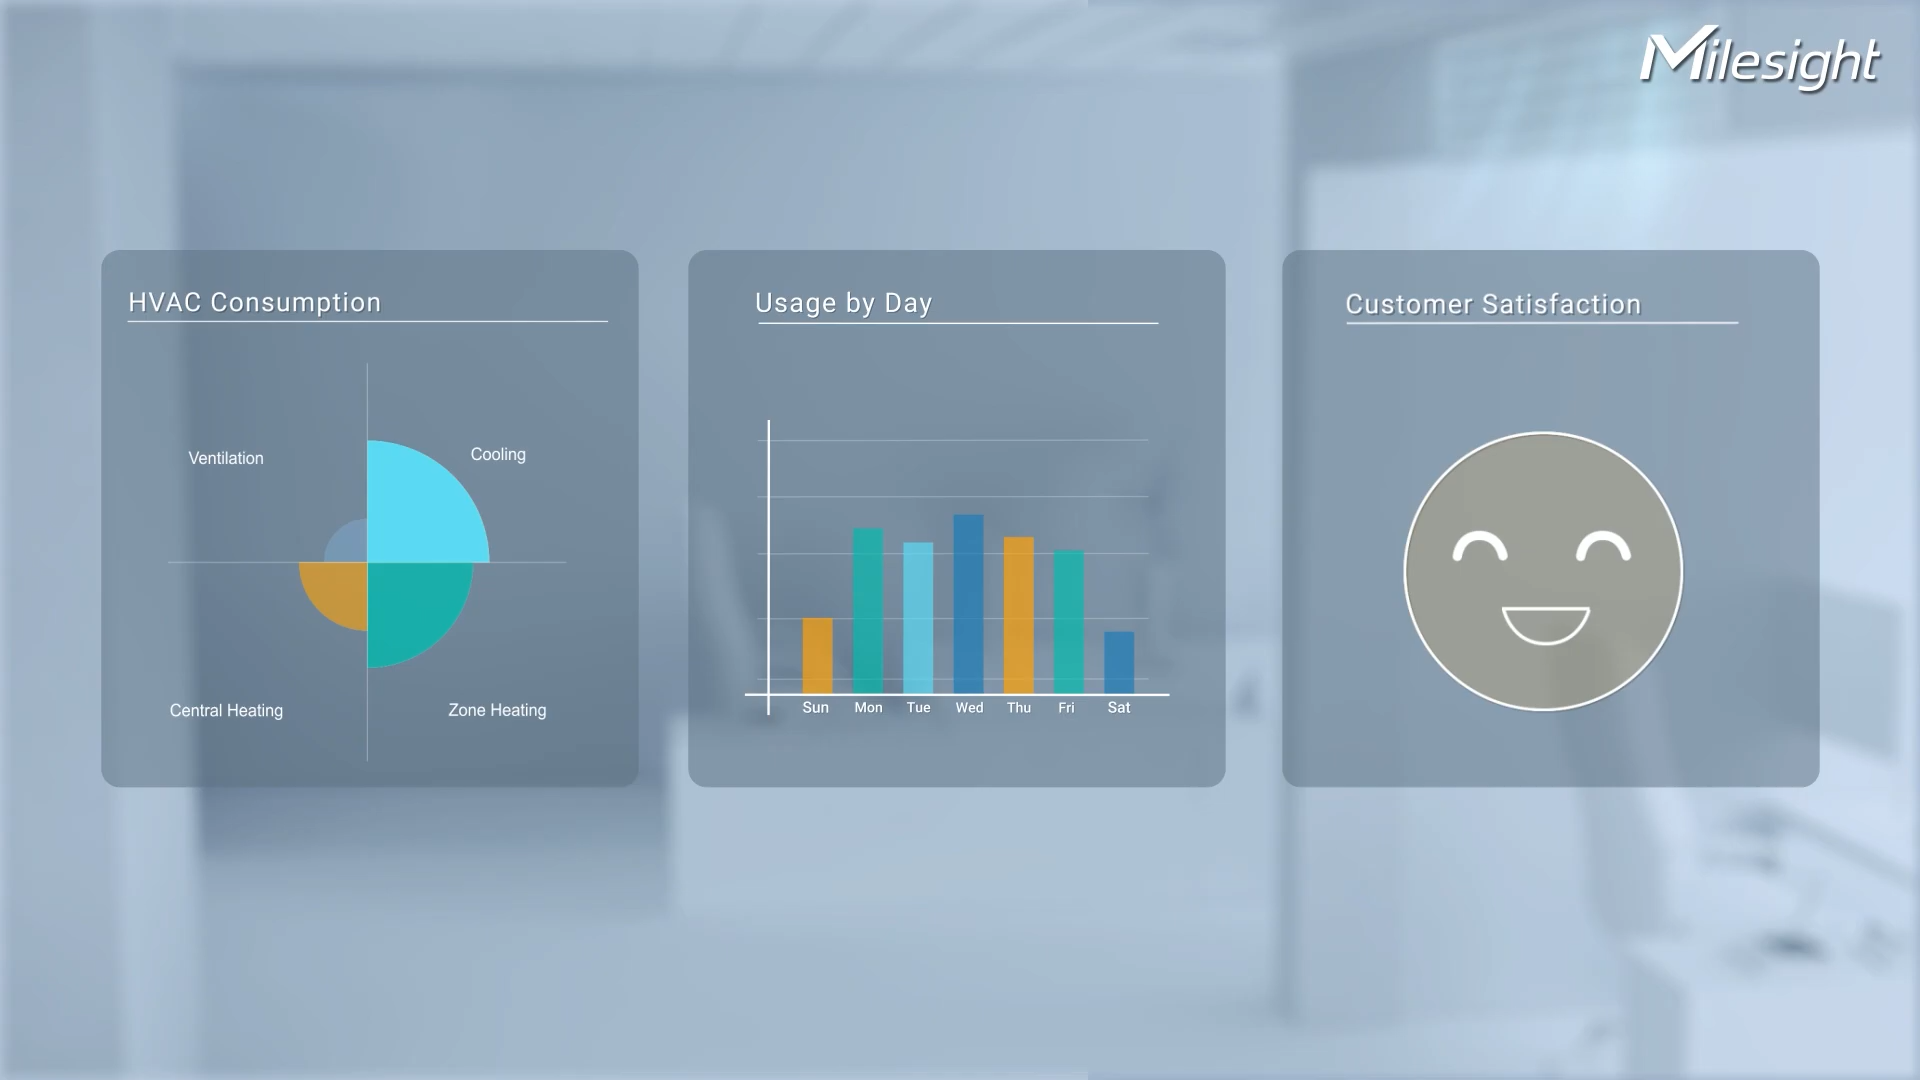 Milesight
HVAC Consumption
Ventilation
Cooling
Central Heating
Zone Heating
Usage by Day
Sun Mon Tue Wed Thu Fri Sat
Customer Satisfaction